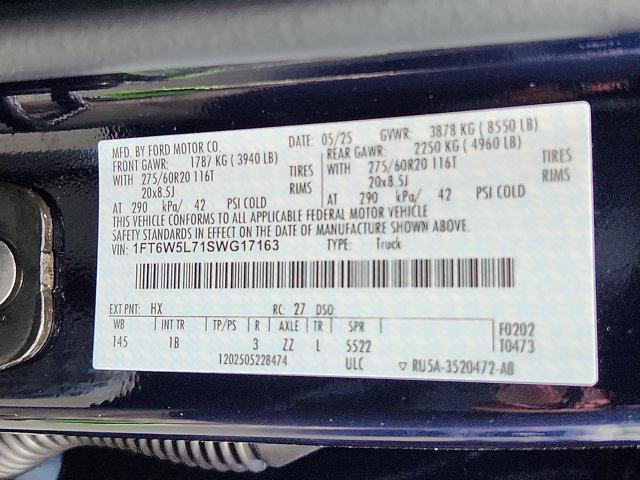 MFD. BY FORD MOTOR CO. DATE: 05/25 GVWR: 3878 KG ( 8550 LB)
FRONT GAWR: 1787 KG ( 3940 LB) REAR GAWR: 2250 KG ( 4960 LB)
WITH 275/60R20 116T TIRES WITH 275/60R20 116T TIRES
20x8.5J RIMS 20x8.5J RIMS
AT 290 kPa/ 42 PSI COLD AT 290 kPa/ 42 PSI COLD
THIS VEHICLE CONFORMS TO ALL APPLICABLE FEDERAL MOTOR VEHICLE
SAFETY STANDARDS IN EFFECT ON THE DATE OF MANUFACTURE SHOWN ABOVE.
VIN: 1FT6W5L71SWG17163 TYPE: Truck
EXT PNT: HX RC: 27 DSO:
WB INT TR TP/PS R AXLE TR SPR F0202
145 1B 3 ZZ L 5522 T0473
120250522B474 ULC ▽ RU5A-3520472-AB